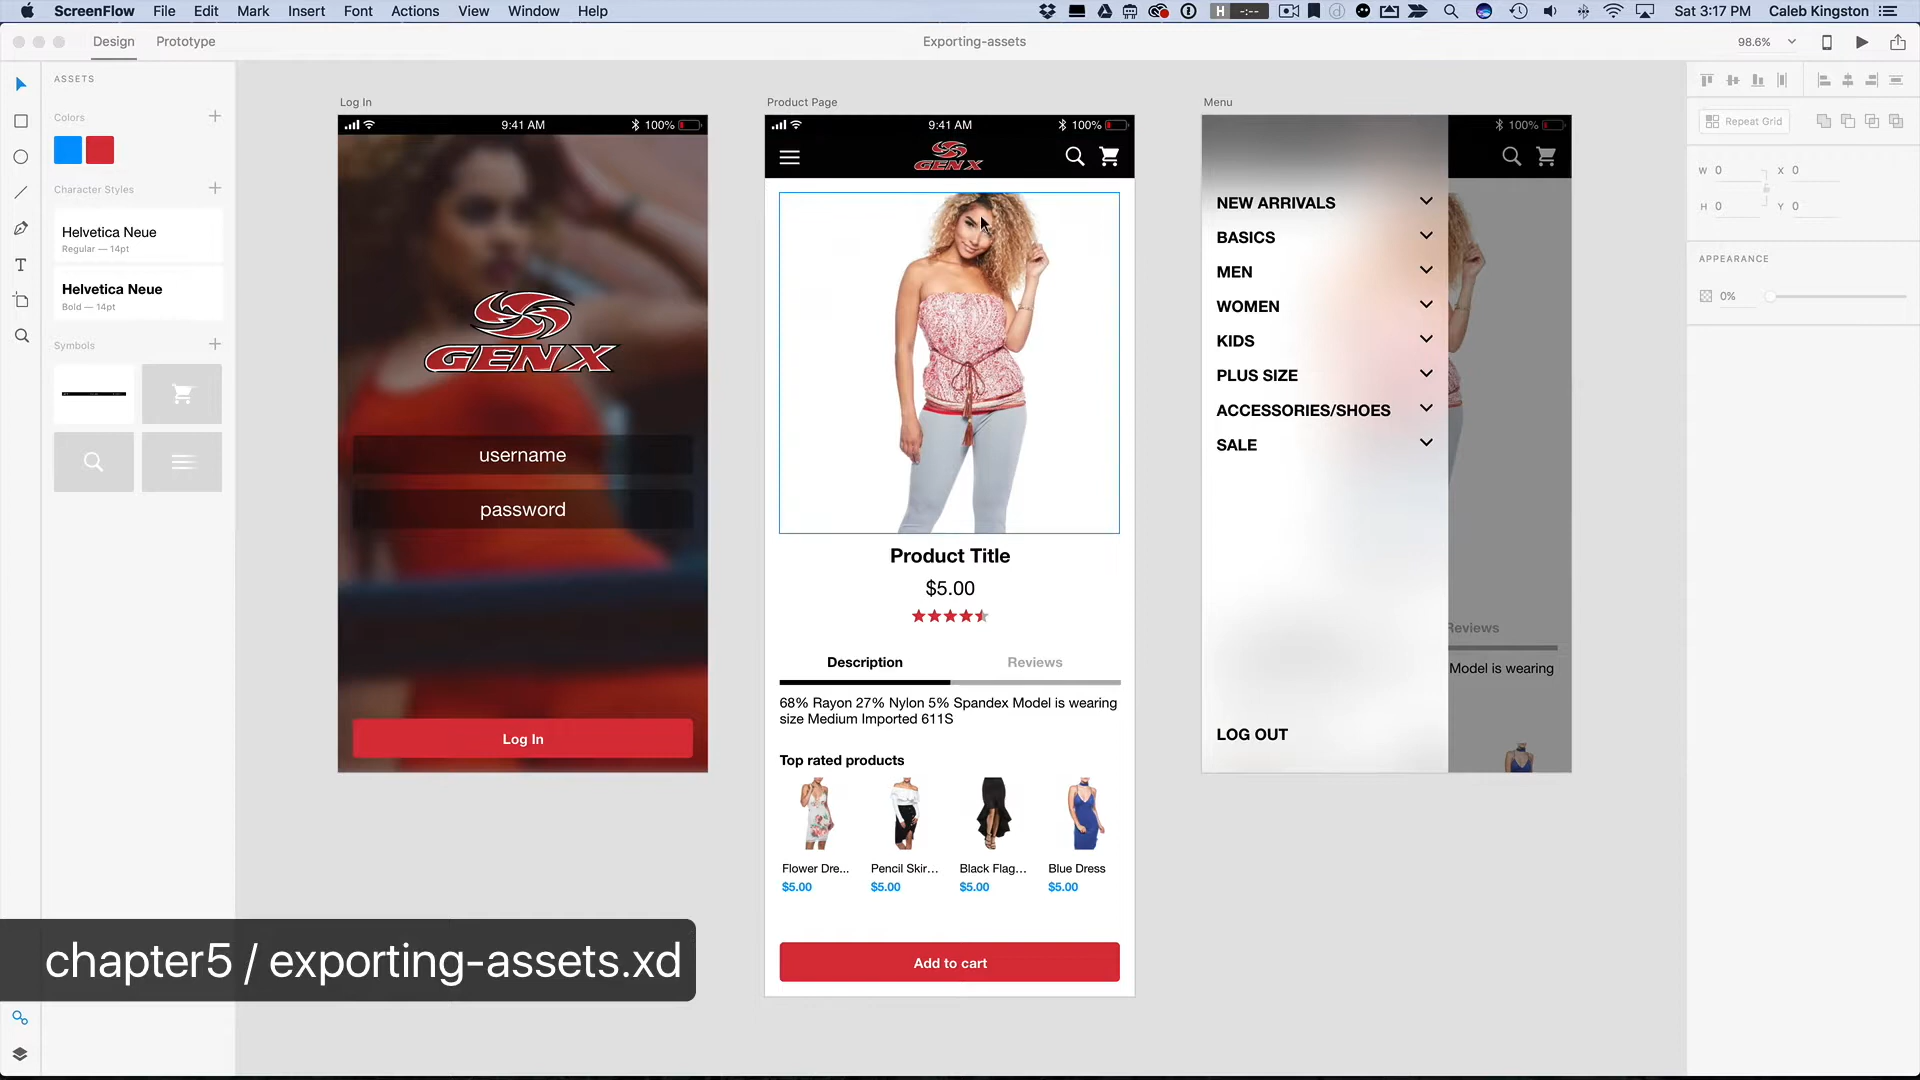 ScreenFlow File Edit Mark Insert Font Actions View Window Help
H -:-- Sat 3:17 PM Caleb Kingston
Design Prototype
Exporting-assets
98.6%
ASSETS
Colors
Character Styles
Helvetica Neue
Regular — 14pt
Helvetica Neue
Bold — 14pt
Symbols
Log In
9:41 AM 100%
GENX
username
password
Log In
Product Page
9:41 AM 100%
GENX
Product Title
$5.00
Description Reviews
68% Rayon 27% Nylon 5% Spandex Model is wearing
size Medium Imported 611S
Top rated products
Flower Dre... Pencil Skir... Black Flag... Blue Dress
$5.00 $5.00 $5.00 $5.00
Add to cart
Menu
100%
NEW ARRIVALS
BASICS
MEN
WOMEN
KIDS
PLUS SIZE
ACCESSORIES/SHOES
SALE
Reviews
Model is wearing
LOG OUT
Repeat Grid
W 0 X 0
H 0 Y 0
APPEARANCE
0%
chapter5 / exporting-assets.xd